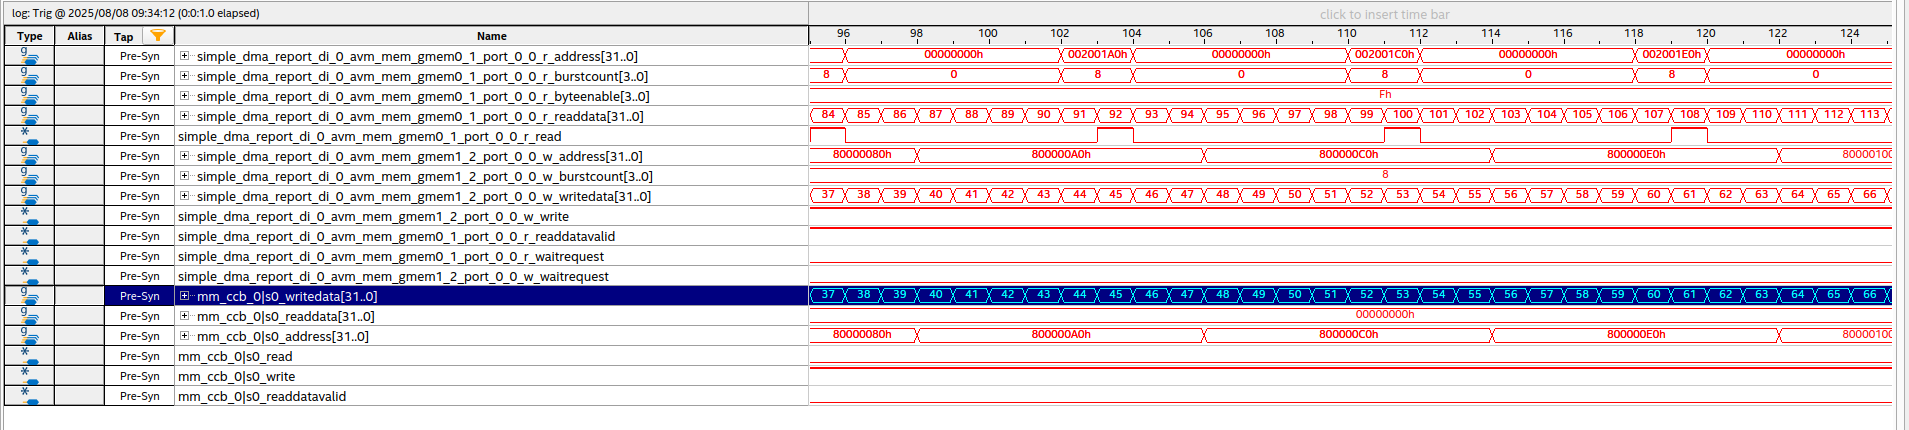 log: Trig @ 2025/08/08 09:34:12 (0:0:1.0 elapsed) click to insert time bar
Type Alias Tap Name 96 98 100 102 104 106 108 110 112 114 116 118 120 122 124
g Pre-Syn simple_dma_report_di_0_avm_mem_gmem0_1_port_0_0_r_address[31..0] 00000000h 002001A0h 00000000h 002001C0h 00000000h 002001E0h 00000000h
g Pre-Syn simple_dma_report_di_0_avm_mem_gmem0_1_port_0_0_r_burstcount[3..0] 8 0 8 0 8 0 8 0
g Pre-Syn simple_dma_report_di_0_avm_mem_gmem0_1_port_0_0_r_byteenable[3..0] Fh
g Pre-Syn simple_dma_report_di_0_avm_mem_gmem0_1_port_0_0_r_readdata[31..0] 84 85 86 87 88 89 90 91 92 93 94 95 96 97 98 99 100 101 102 103 104 105 106 107 108 109 110 111 112 113
* Pre-Syn simple_dma_report_di_0_avm_mem_gmem0_1_port_0_0_r_read
g Pre-Syn simple_dma_report_di_0_avm_mem_gmem1_2_port_0_0_w_address[31..0] 80000080h 800000A0h 800000C0h 800000E0h 80000100
g Pre-Syn simple_dma_report_di_0_avm_mem_gmem1_2_port_0_0_w_burstcount[3..0] 8
g Pre-Syn simple_dma_report_di_0_avm_mem_gmem1_2_port_0_0_w_writedata[31..0] 37 38 39 40 41 42 43 44 45 46 47 48 49 50 51 52 53 54 55 56 57 58 59 60 61 62 63 64 65 66
* Pre-Syn simple_dma_report_di_0_avm_mem_gmem1_2_port_0_0_w_write
* Pre-Syn simple_dma_report_di_0_avm_mem_gmem0_1_port_0_0_r_readdatavalid
* Pre-Syn simple_dma_report_di_0_avm_mem_gmem0_1_port_0_0_r_waitrequest
* Pre-Syn simple_dma_report_di_0_avm_mem_gmem1_2_port_0_0_w_waitrequest
g Pre-Syn mm_ccb_0|s0_writedata[31..0] 37 38 39 40 41 42 43 44 45 46 47 48 49 50 51 52 53 54 55 56 57 58 59 60 61 62 63 64 65 66
g Pre-Syn mm_ccb_0|s0_readdata[31..0] 00000000h
g Pre-Syn mm_ccb_0|s0_address[31..0] 80000080h 800000A0h 800000C0h 800000E0h 80000100
* Pre-Syn mm_ccb_0|s0_read
* Pre-Syn mm_ccb_0|s0_write
* Pre-Syn mm_ccb_0|s0_readdatavalid